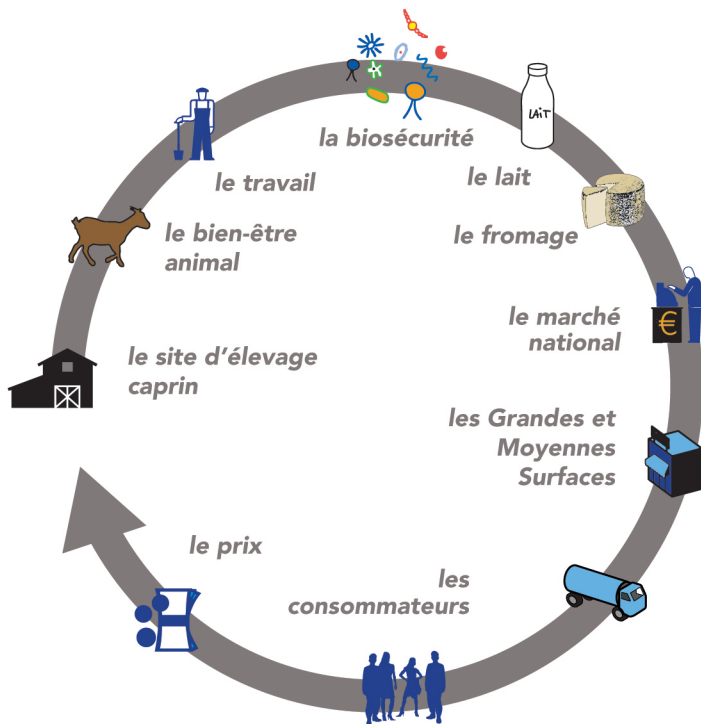 la biosécurité
LAIT
le travail
le lait
le bien-être
animal
le fromage
le marché
national
€
le site d'élevage
caprin
les Grandes et
Moyennes
Surfaces
le prix
les
consommateurs